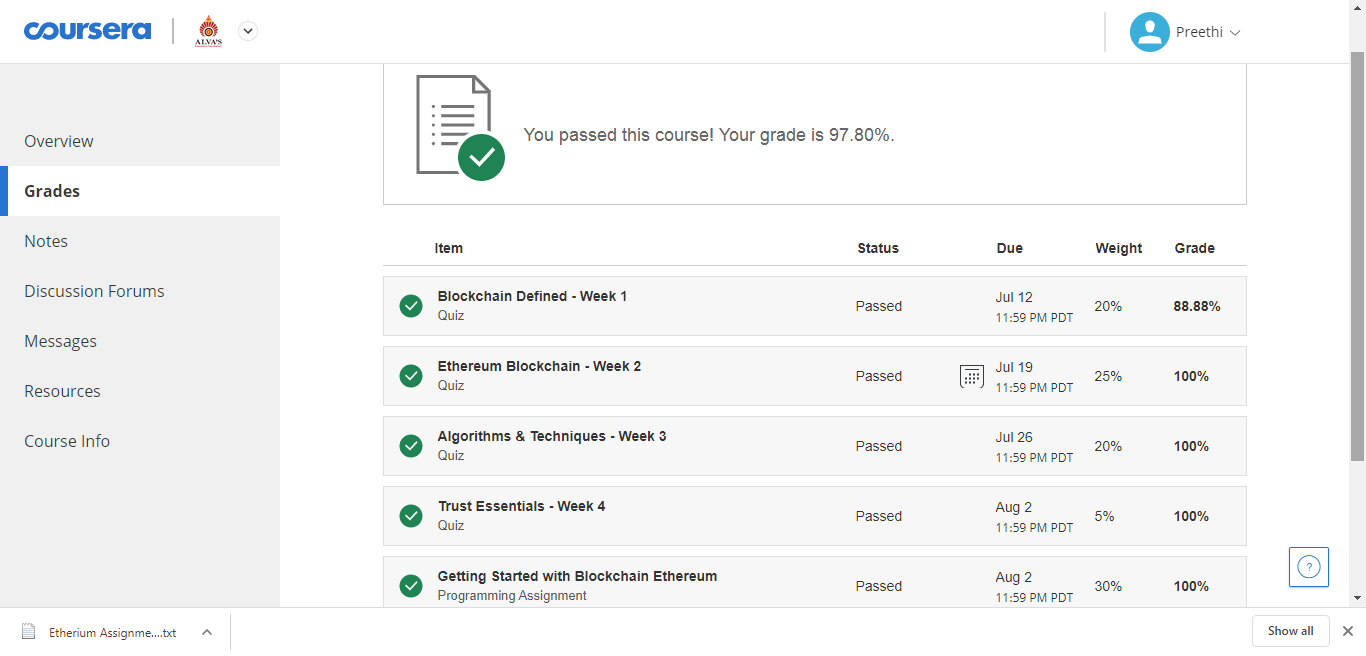 coursera
ALVA'S
Preethi
Overview
Grades
Notes
Discussion Forums
Messages
Resources
Course Info
You passed this course! Your grade is 97.80%.
Item Status Due Weight Grade
Blockchain Defined - Week 1
Quiz
Passed
Jul 12
11:59 PM PDT
20%
88.88%
Ethereum Blockchain - Week 2
Quiz
Passed
Jul 19
11:59 PM PDT
25%
100%
Algorithms & Techniques - Week 3
Quiz
Passed
Jul 26
11:59 PM PDT
20%
100%
Trust Essentials - Week 4
Quiz
Passed
Aug 2
11:59 PM PDT
5%
100%
Getting Started with Blockchain Ethereum
Programming Assignment
Passed
Aug 2
11:59 PM PDT
30%
100%
?
Etherium Assignme....txt
Show all